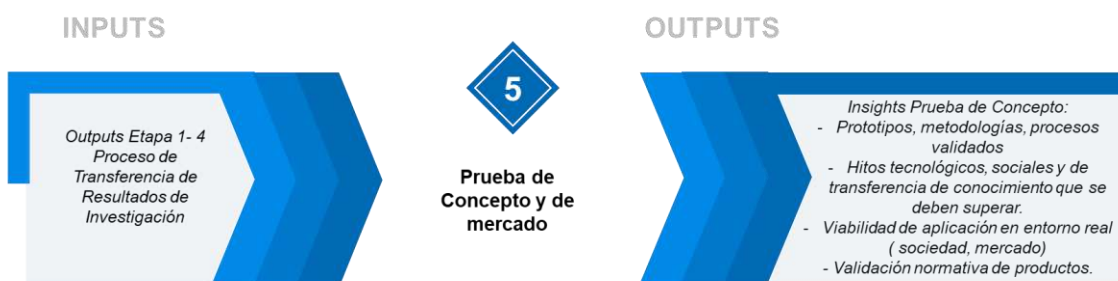 INPUTS
Outputs Etapa 1- 4
Proceso de
Transferencia de
Resultados de
Investigación
5
Prueba de
Concepto y de
mercado
OUTPUTS
Insights Prueba de Concepto:
- Prototipos, metodologías, procesos
validados
- Hitos tecnológicos, sociales y de
transferencia de conocimiento que se
deben superar.
- Viabilidad de aplicación en entorno real
( sociedad, mercado)
- Validación normativa de productos.